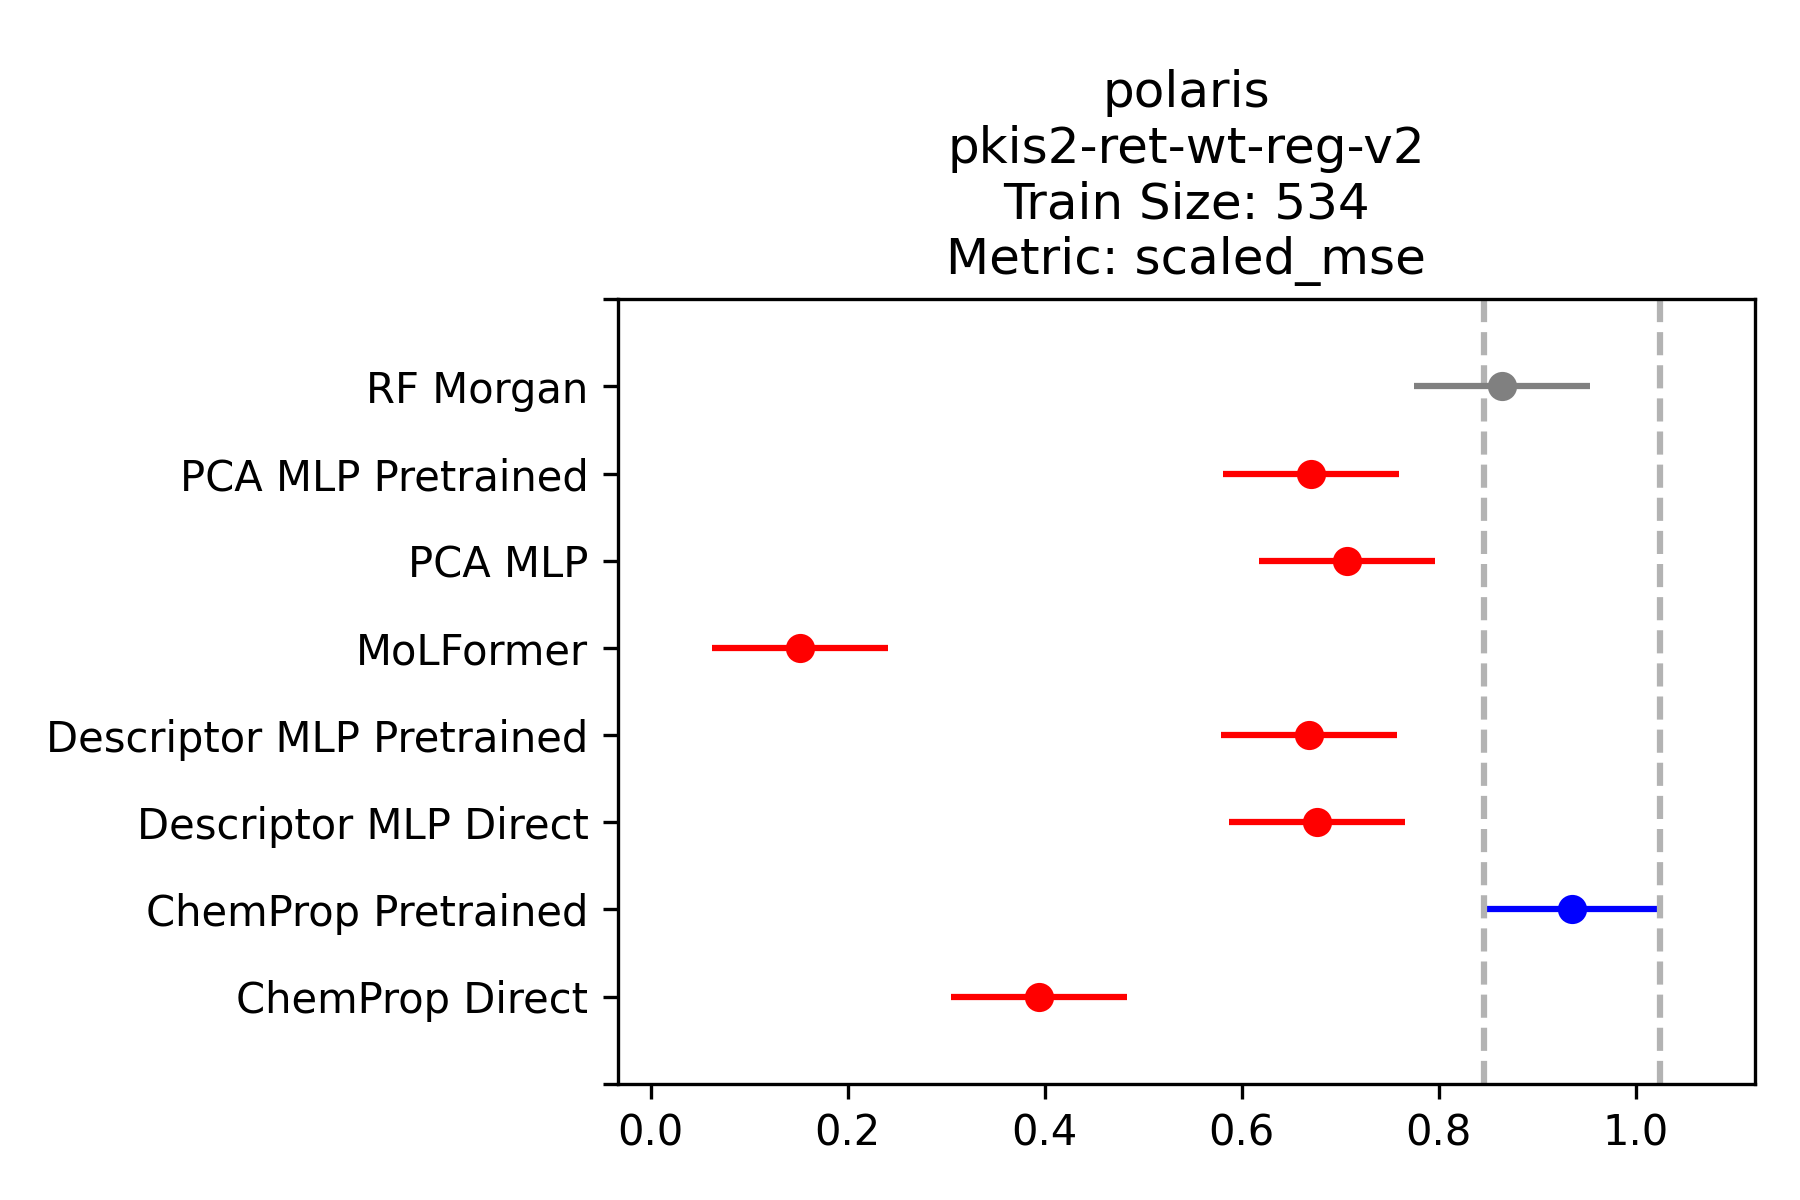 polaris
pkis2-ret-wt-reg-v2
Train Size: 534
Metric: scaled_mse
RF Morgan
PCA MLP Pretrained
PCA MLP
MoLFormer
Descriptor MLP Pretrained
Descriptor MLP Direct
ChemProp Pretrained
ChemProp Direct
0.0 0.2 0.4 0.6 0.8 1.0